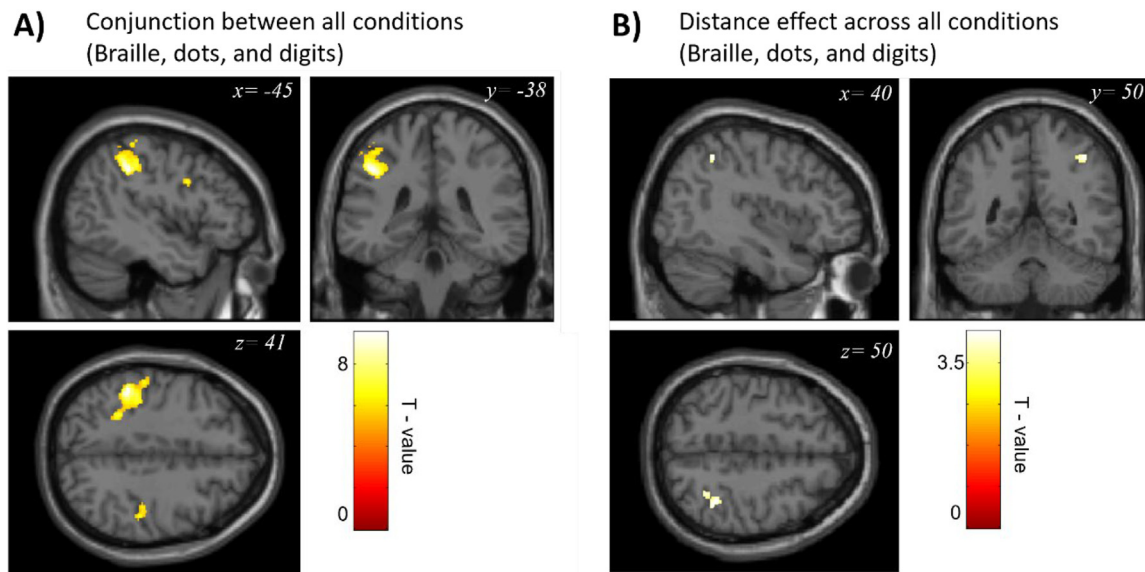 A) Conjunction between all conditions
(Braille, dots, and digits)
x= -45
y= -38
z= 41
8
0
T - value
B) Distance effect across all conditions
(Braille, dots, and digits)
x= 40
y= 50
z= 50
3.5
0
T - value